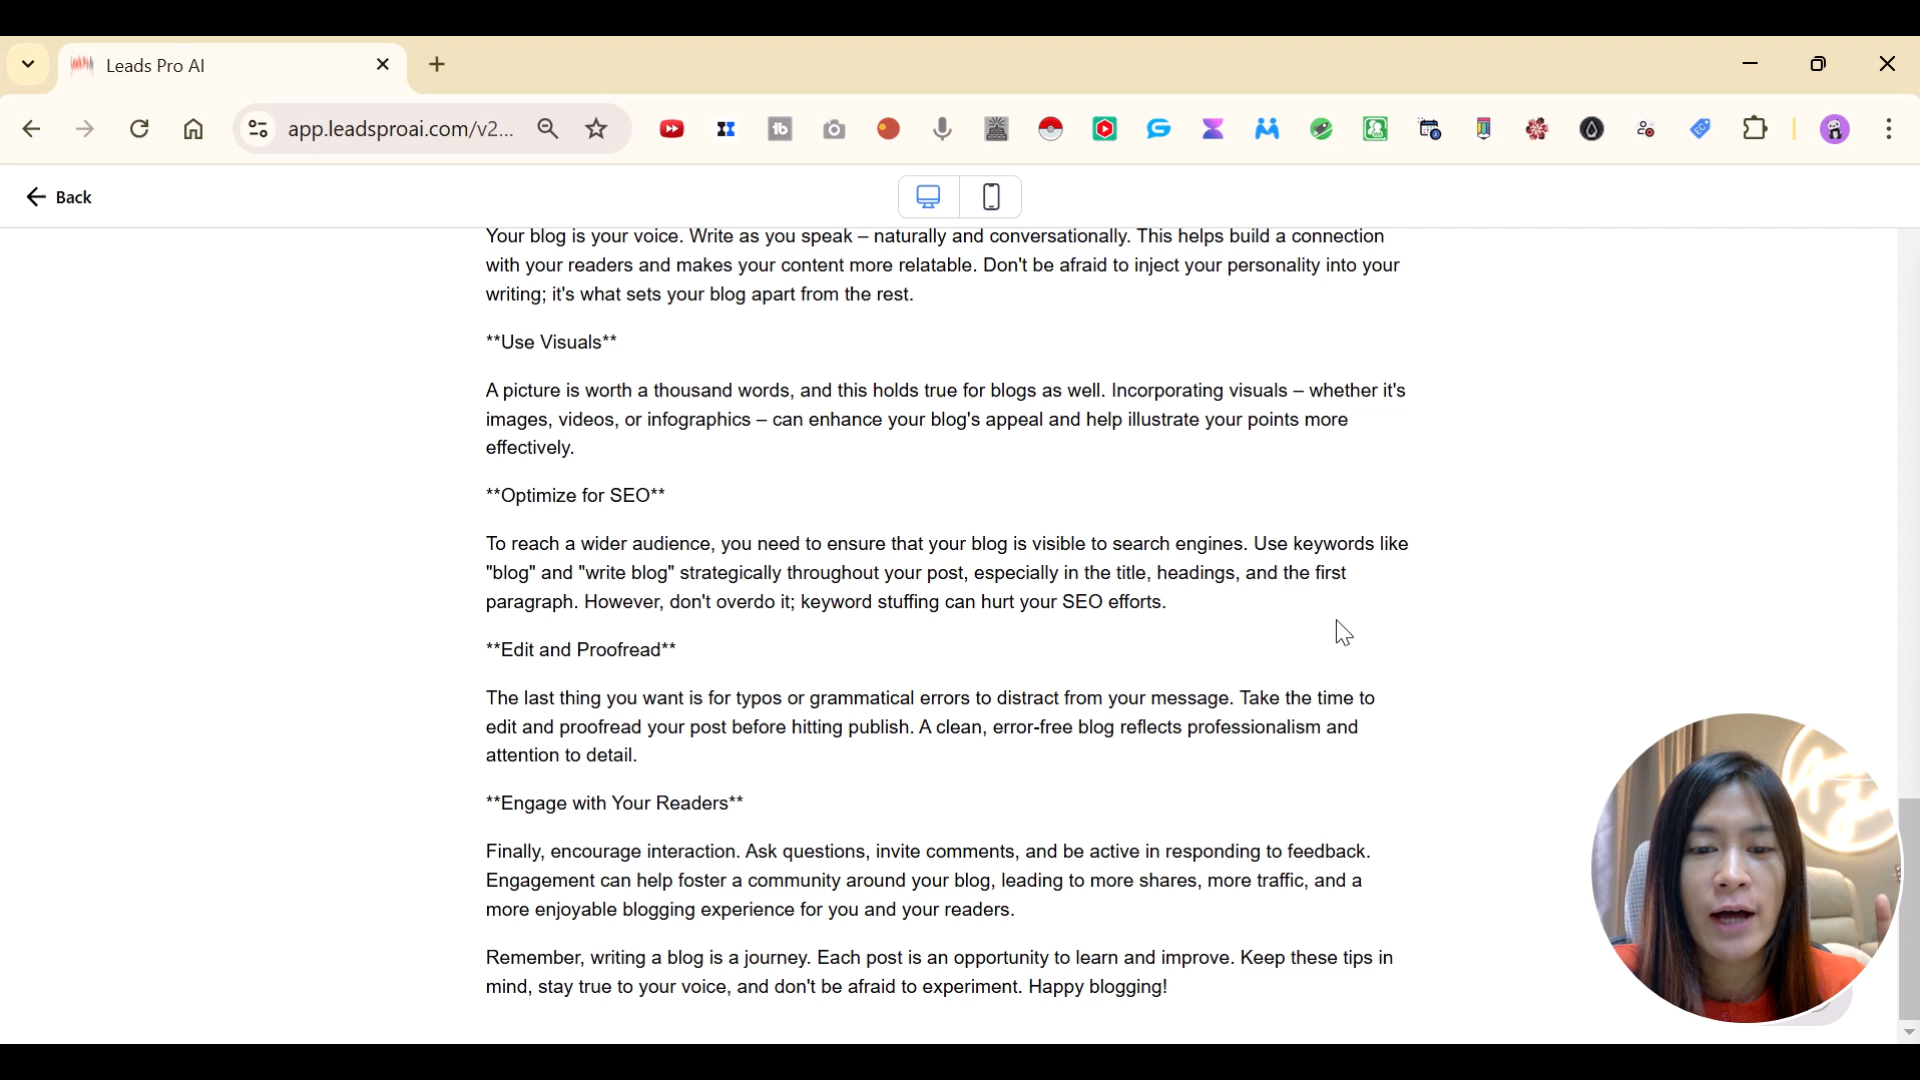 Leads Pro AI
app.leadsproai.com/v2...
Back
Your blog is your voice. Write as you speak – naturally and conversationally. This helps build a connection
with your readers and makes your content more relatable. Don't be afraid to inject your personality into your
writing; it's what sets your blog apart from the rest.
**Use Visuals**
A picture is worth a thousand words, and this holds true for blogs as well. Incorporating visuals – whether it's
images, videos, or infographics – can enhance your blog's appeal and help illustrate your points more
effectively.
**Optimize for SEO**
To reach a wider audience, you need to ensure that your blog is visible to search engines. Use keywords like
"blog" and "write blog" strategically throughout your post, especially in the title, headings, and the first
paragraph. However, don't overdo it; keyword stuffing can hurt your SEO efforts.
**Edit and Proofread**
The last thing you want is for typos or grammatical errors to distract from your message. Take the time to
edit and proofread your post before hitting publish. A clean, error-free blog reflects professionalism and
attention to detail.
**Engage with Your Readers**
Finally, encourage interaction. Ask questions, invite comments, and be active in responding to feedback.
Engagement can help foster a community around your blog, leading to more shares, more traffic, and a
more enjoyable blogging experience for you and your readers.
Remember, writing a blog is a journey. Each post is an opportunity to learn and improve. Keep these tips in
mind, stay true to your voice, and don't be afraid to experiment. Happy blogging!